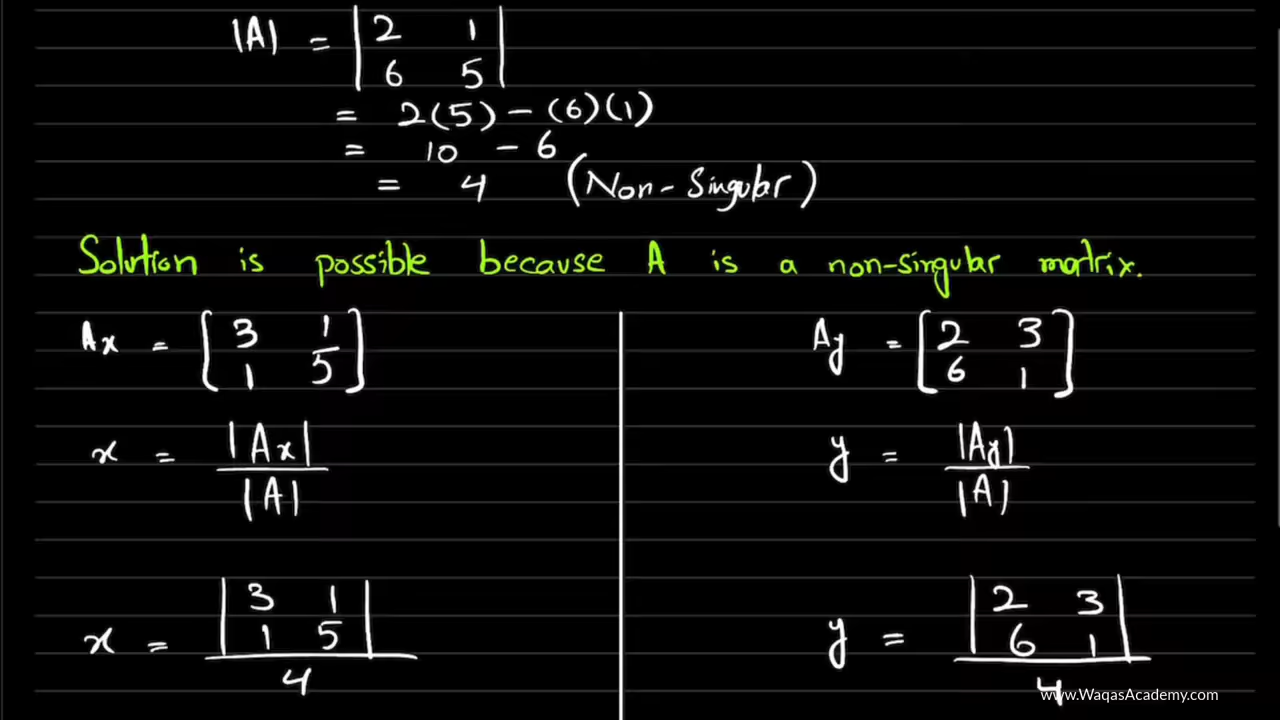 |A| = | 2 1 |
| 6 5 |
= 2(5) - (6)(1)
= 10 - 6
= 4 (Non-Singular)
Solution is possible because A is a non-singular matrix.
Ax = [ 3 1
1 5 ]
x = |Ax|
|A|
x = | 3 1 |
| 1 5 |
4
Ay = [ 2 3
6 1 ]
y = |Ay|
|A|
y = | 2 3 |
| 6 1 |
4
www.WaqasAcademy.com